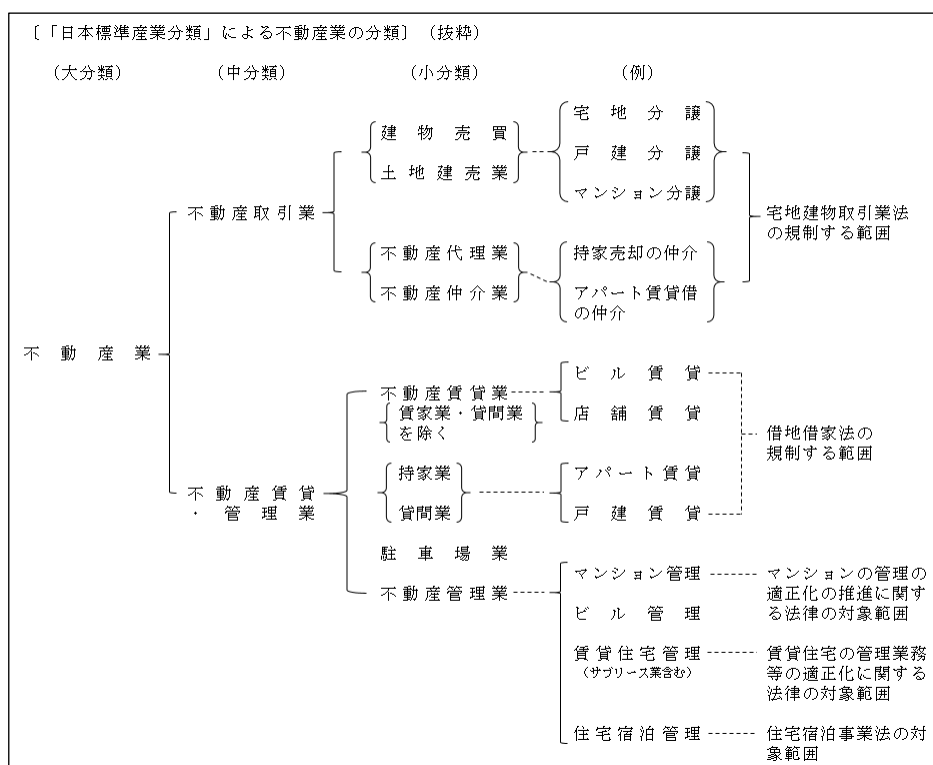 〔「日本標準産業分類」による不動産業の分類〕（抜粋）
（大分類） （中分類） （小分類） （例）
不動産業
不動産取引業
建物売買
土地建売業
宅地分譲
戸建分譲
マンション分譲
不動産代理業
不動産仲介業
持家売却の仲介
アパート賃貸借
の仲介
宅地建物取引業法
の規制する範囲
不動産賃貸
・管理業
不動産賃貸業
賃家業・貸間業
を除く
ビル賃貸
店舗賃貸
持家業
貸間業
アパート賃貸
戸建賃貸
借地借家法の
規制する範囲
駐車場業
不動産管理業
マンション管理
マンションの管理の
適正化の推進に関す
る法律の対象範囲
ビル管理
賃貸住宅管理
（サブリース業含む）
賃貸住宅の管理業務
等の適正化に関する
法律の対象範囲
住宅宿泊管理
住宅宿泊事業法の対
象範囲